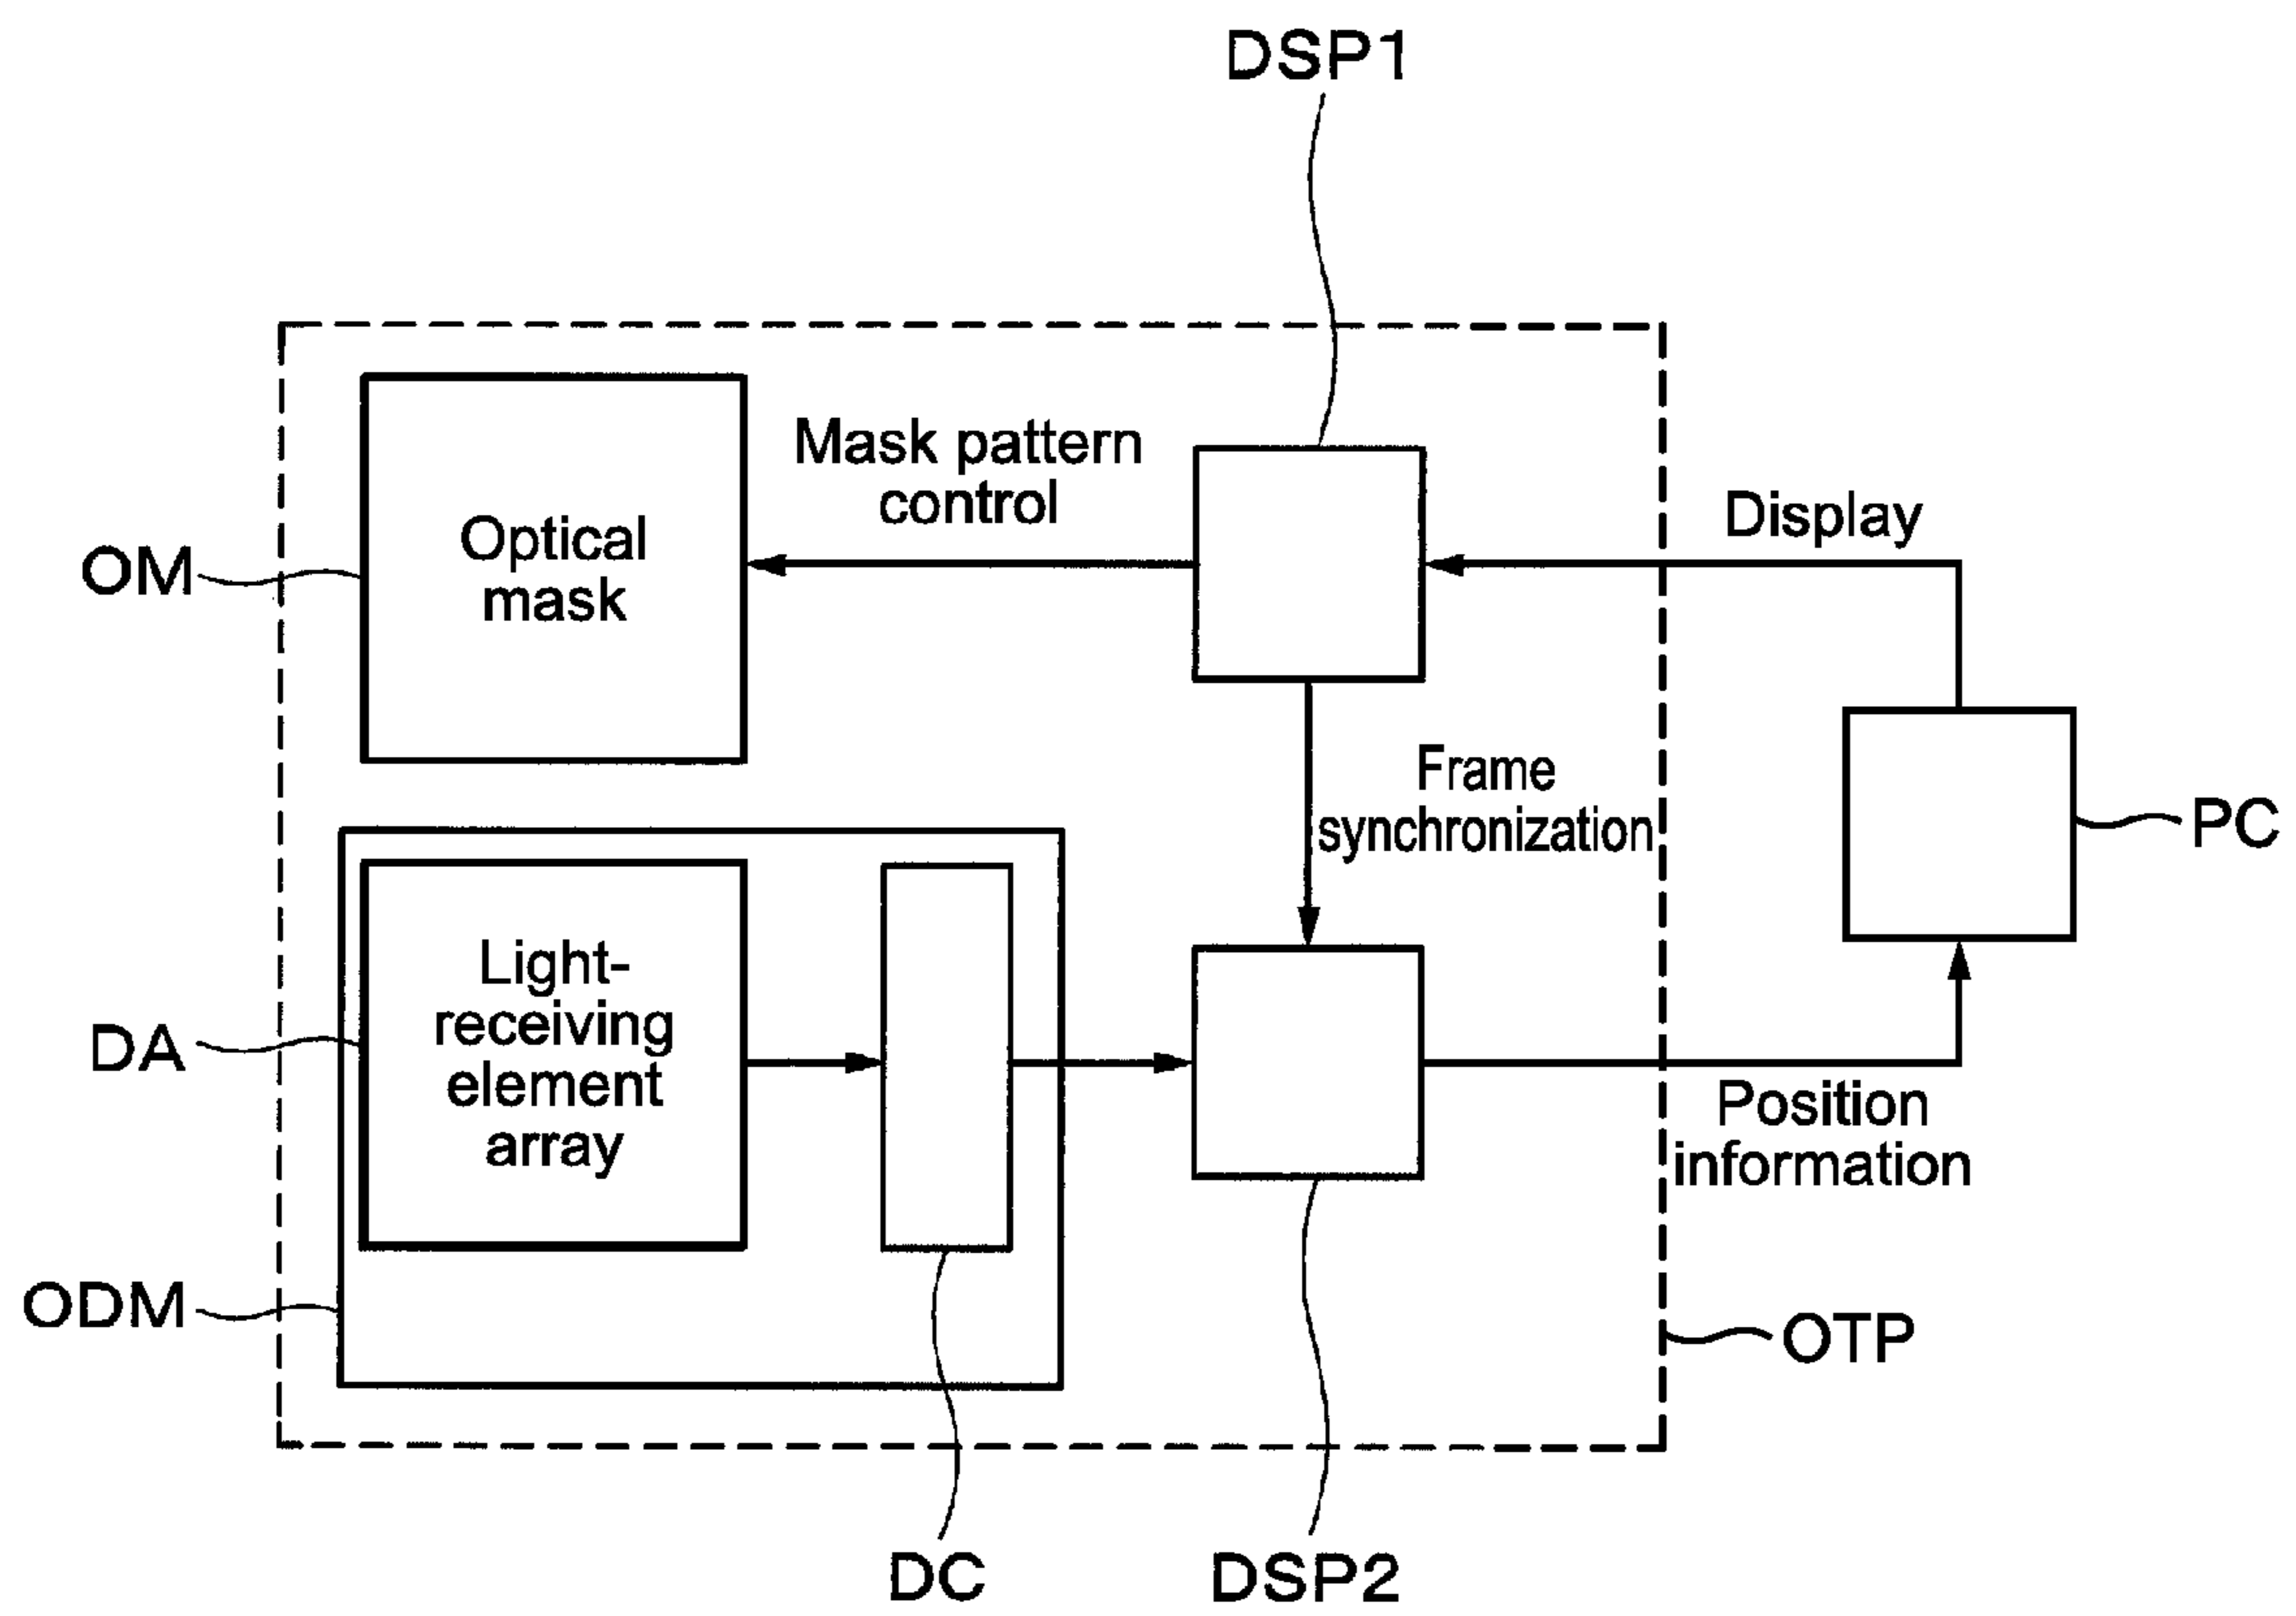 DSP1
Mask pattern
control
Display
Optical
mask
OM
Frame
synchronization
PC
Light-
receiving
element
array
DA
Position
information
ODM
OTP
DC
DSP2